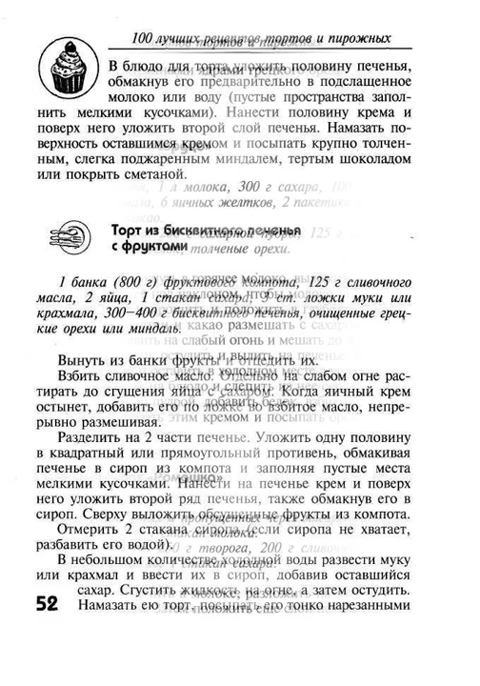 100 лучших рецептов тортов и пирожных
В блюдо для торта уложить половину печенья,
обмакнув его предварительно в подслащенное
молоко или воду (пустые пространства запол-
нить мелкими кусочками). Нанести половину крема и
поверх него уложить второй слой печенья. Намазать по-
верхность оставшимся кремом и посыпать крупно толчен-
ным, слегка поджаренным миндалем, тертым шоколадом
или покрыть сметаной.
Торт из бисквитного печенья
с фруктами
1 банка (800 г) фруктового компота, 125 г сливочного
масла, 2 яйца, 1 стакан сахара, 3 ст. ложки муки или
крахмала, 300—400 г бисквитного печенья, очищенные грец-
кие орехи или миндаль.
Вынуть из банки фрукты и отцедить их.
Взбить сливочное масло. Отдельно на слабом огне рас-
тирать до сгущения яйца с сахаром. Когда яичный крем
остынет, добавить его по ложке во взбитое масло, непре-
рывно размешивая.
Разделить на 2 части печенье. Уложить одну половину
в квадратный или прямоугольный противень, обмакивая
печенье в сироп из компота и заполняя пустые места
мелкими кусочками. Нанести на печенье крем и поверх
него уложить второй ряд печенья, также обмакнув его в
сироп. Сверху выложить обсушенные фрукты из компота.
Отмерить 2 стакана сиропа (если сиропа не хватает,
разбавить его водой).
В небольшом количестве холодной воды развести муку
или крахмал и ввести их в сироп, добавив оставшийся
сахар. Сгустить жидкость на огне, а затем остудить.
52 Намазать ею торт, посыпать его тонко нарезанными